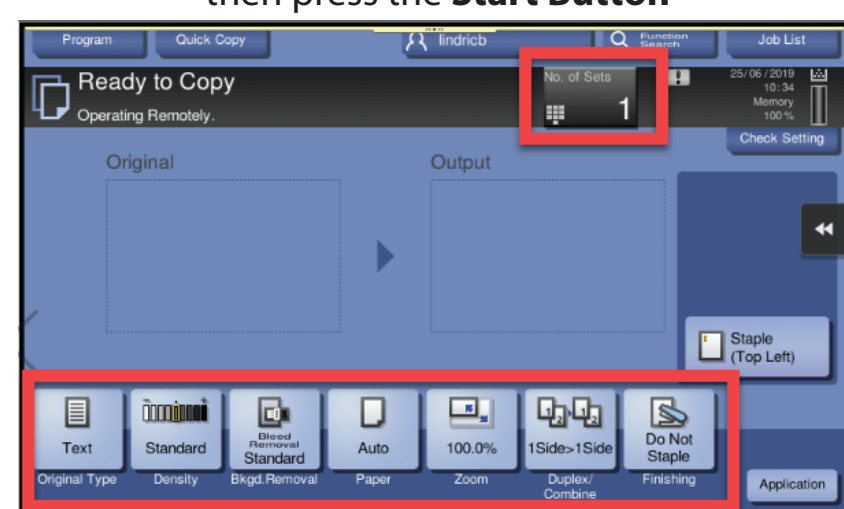 then press the Start Button
Program
Quick Copy
lindricb
Function
Search
Job List
Ready to Copy
Operating Remotely.
No. of Sets
1
25/06/2019
10:34
Memory
100%
Check Setting
Original
Output
Staple
(Top Left)
Text
Standard
Bleed
Removal
Standard
Auto
100.0%
1Side>1Side
Do Not
Staple
Original Type
Density
Bkgd.Removal
Paper
Zoom
Duplex/
Combine
Finishing
Application